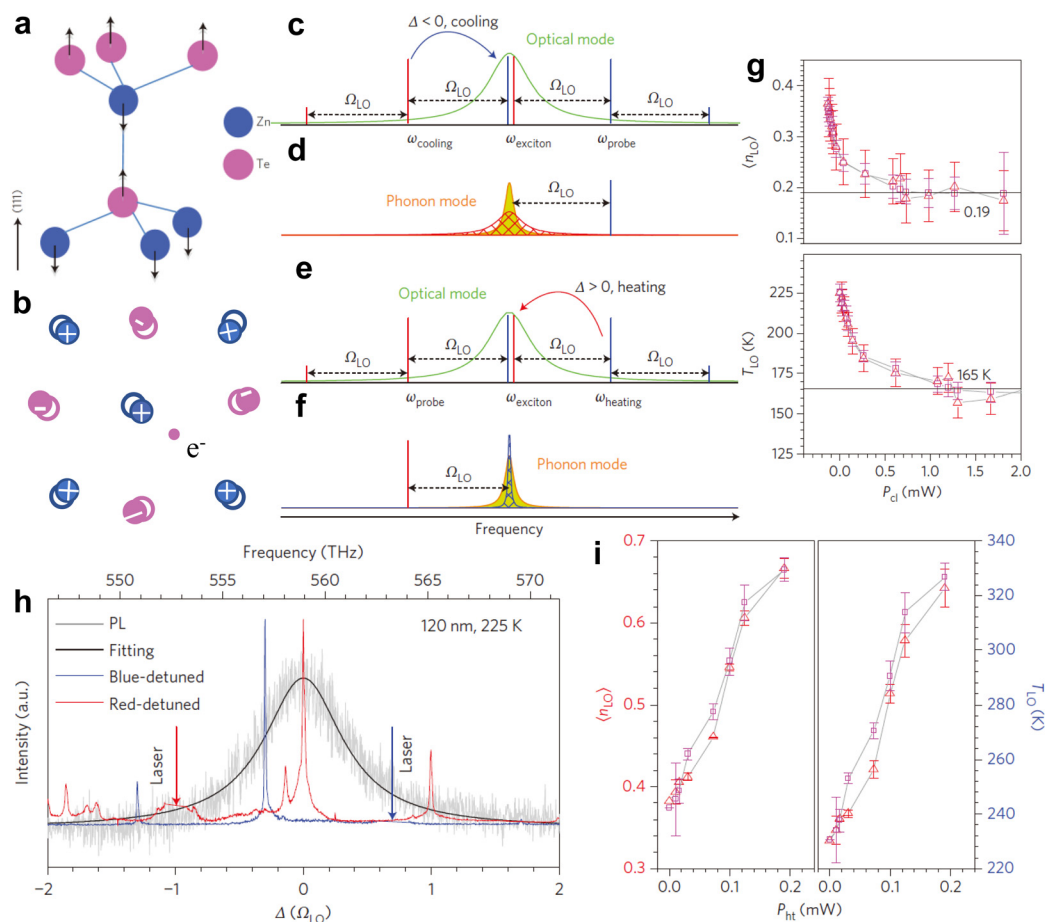 a
Zn
Te
(111)
b
e-
c
Δ < 0, cooling
Optical mode
Ω_LO Ω_LO Ω_LO Ω_LO
ω_cooling ω_exciton ω_probe
d
Phonon mode
Ω_LO
e
Optical mode
Δ > 0, heating
Ω_LO Ω_LO Ω_LO Ω_LO
ω_probe ω_exciton ω_heating
f
Ω_LO
Phonon mode
Frequency
g
⟨n_LO⟩
0.4
0.3
0.2
0.1
0.19
T_LO (K)
225
200
175
150
125
165 K
0.0 0.4 0.8 1.2 1.6 2.0
P_cl (mW)
h
Frequency (THz)
550 555 560 565 570
Intensity (a.u.)
PL
Fitting
Blue-detuned
Red-detuned
120 nm, 225 K
Laser
Laser
−2 −1 0 1 2
Δ (Ω_LO)
i
⟨n_LO⟩
0.7
0.6
0.5
0.4
0.3
340
320
300
280
260
240
220
T_LO (K)
0.0 0.1 0.2 0.0 0.1 0.2
P_ht (mW)